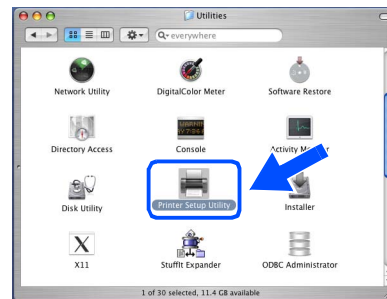 Utilities
everywhere
Network Utility
DigitalColor Meter
Software Restore
Directory Access
Console
Activity Mo
Disk Utility
Printer Setup Utility
Installer
X11
StuffIt Expander
ODBC Administrator
1 of 30 selected, 11.4 GB available